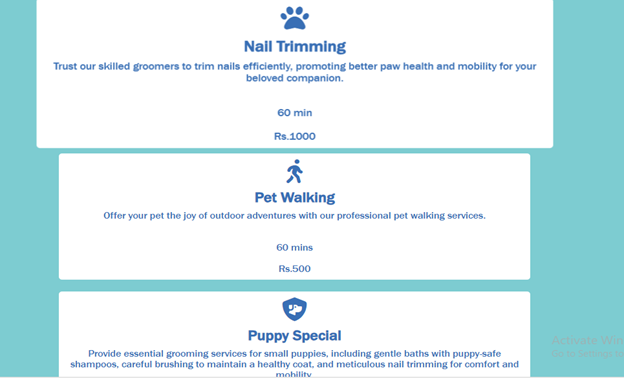 Nail Trimming
Trust our skilled groomers to trim nails efficiently, promoting better paw health and mobility for your
beloved companion.
60 min
Rs.1000
Pet Walking
Offer your pet the joy of outdoor adventures with our professional pet walking services.
60 mins
Rs.500
Puppy Special
Provide essential grooming services for small puppies, including gentle baths with puppy-safe
shampoos, careful brushing to maintain a healthy coat, and meticulous nail trimming for comfort and
mobility.
Activate Win
Go to Settings to